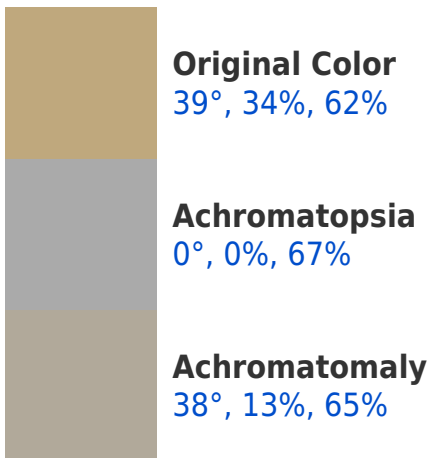 Original Color
39°, 34%, 62%
Achromatopsia
0°, 0%, 67%
Achromatomaly
38°, 13%, 65%